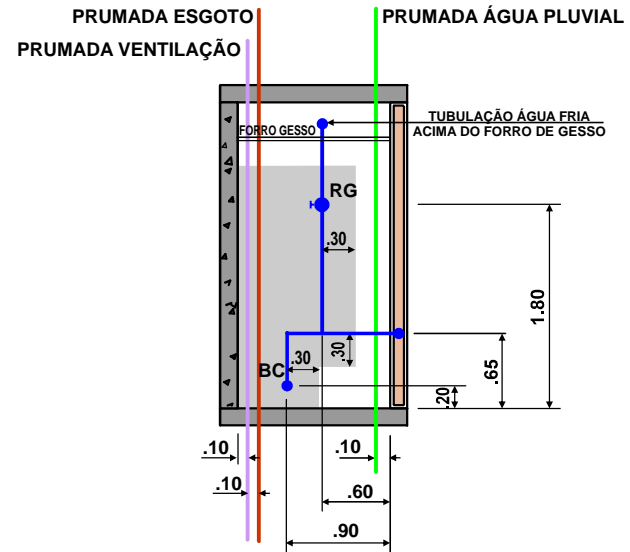 PRUMADA ESGOTO
PRUMADA ÁGUA PLUVIAL
PRUMADA VENTILAÇÃO
TUBULAÇÃO ÁGUA FRIA
ACIMA DO FORRO DE GESSO
FORRO GESSO
RG
.30
1.80
.30
.30
.65
BC
.20
.10
.10
.10
.60
.90